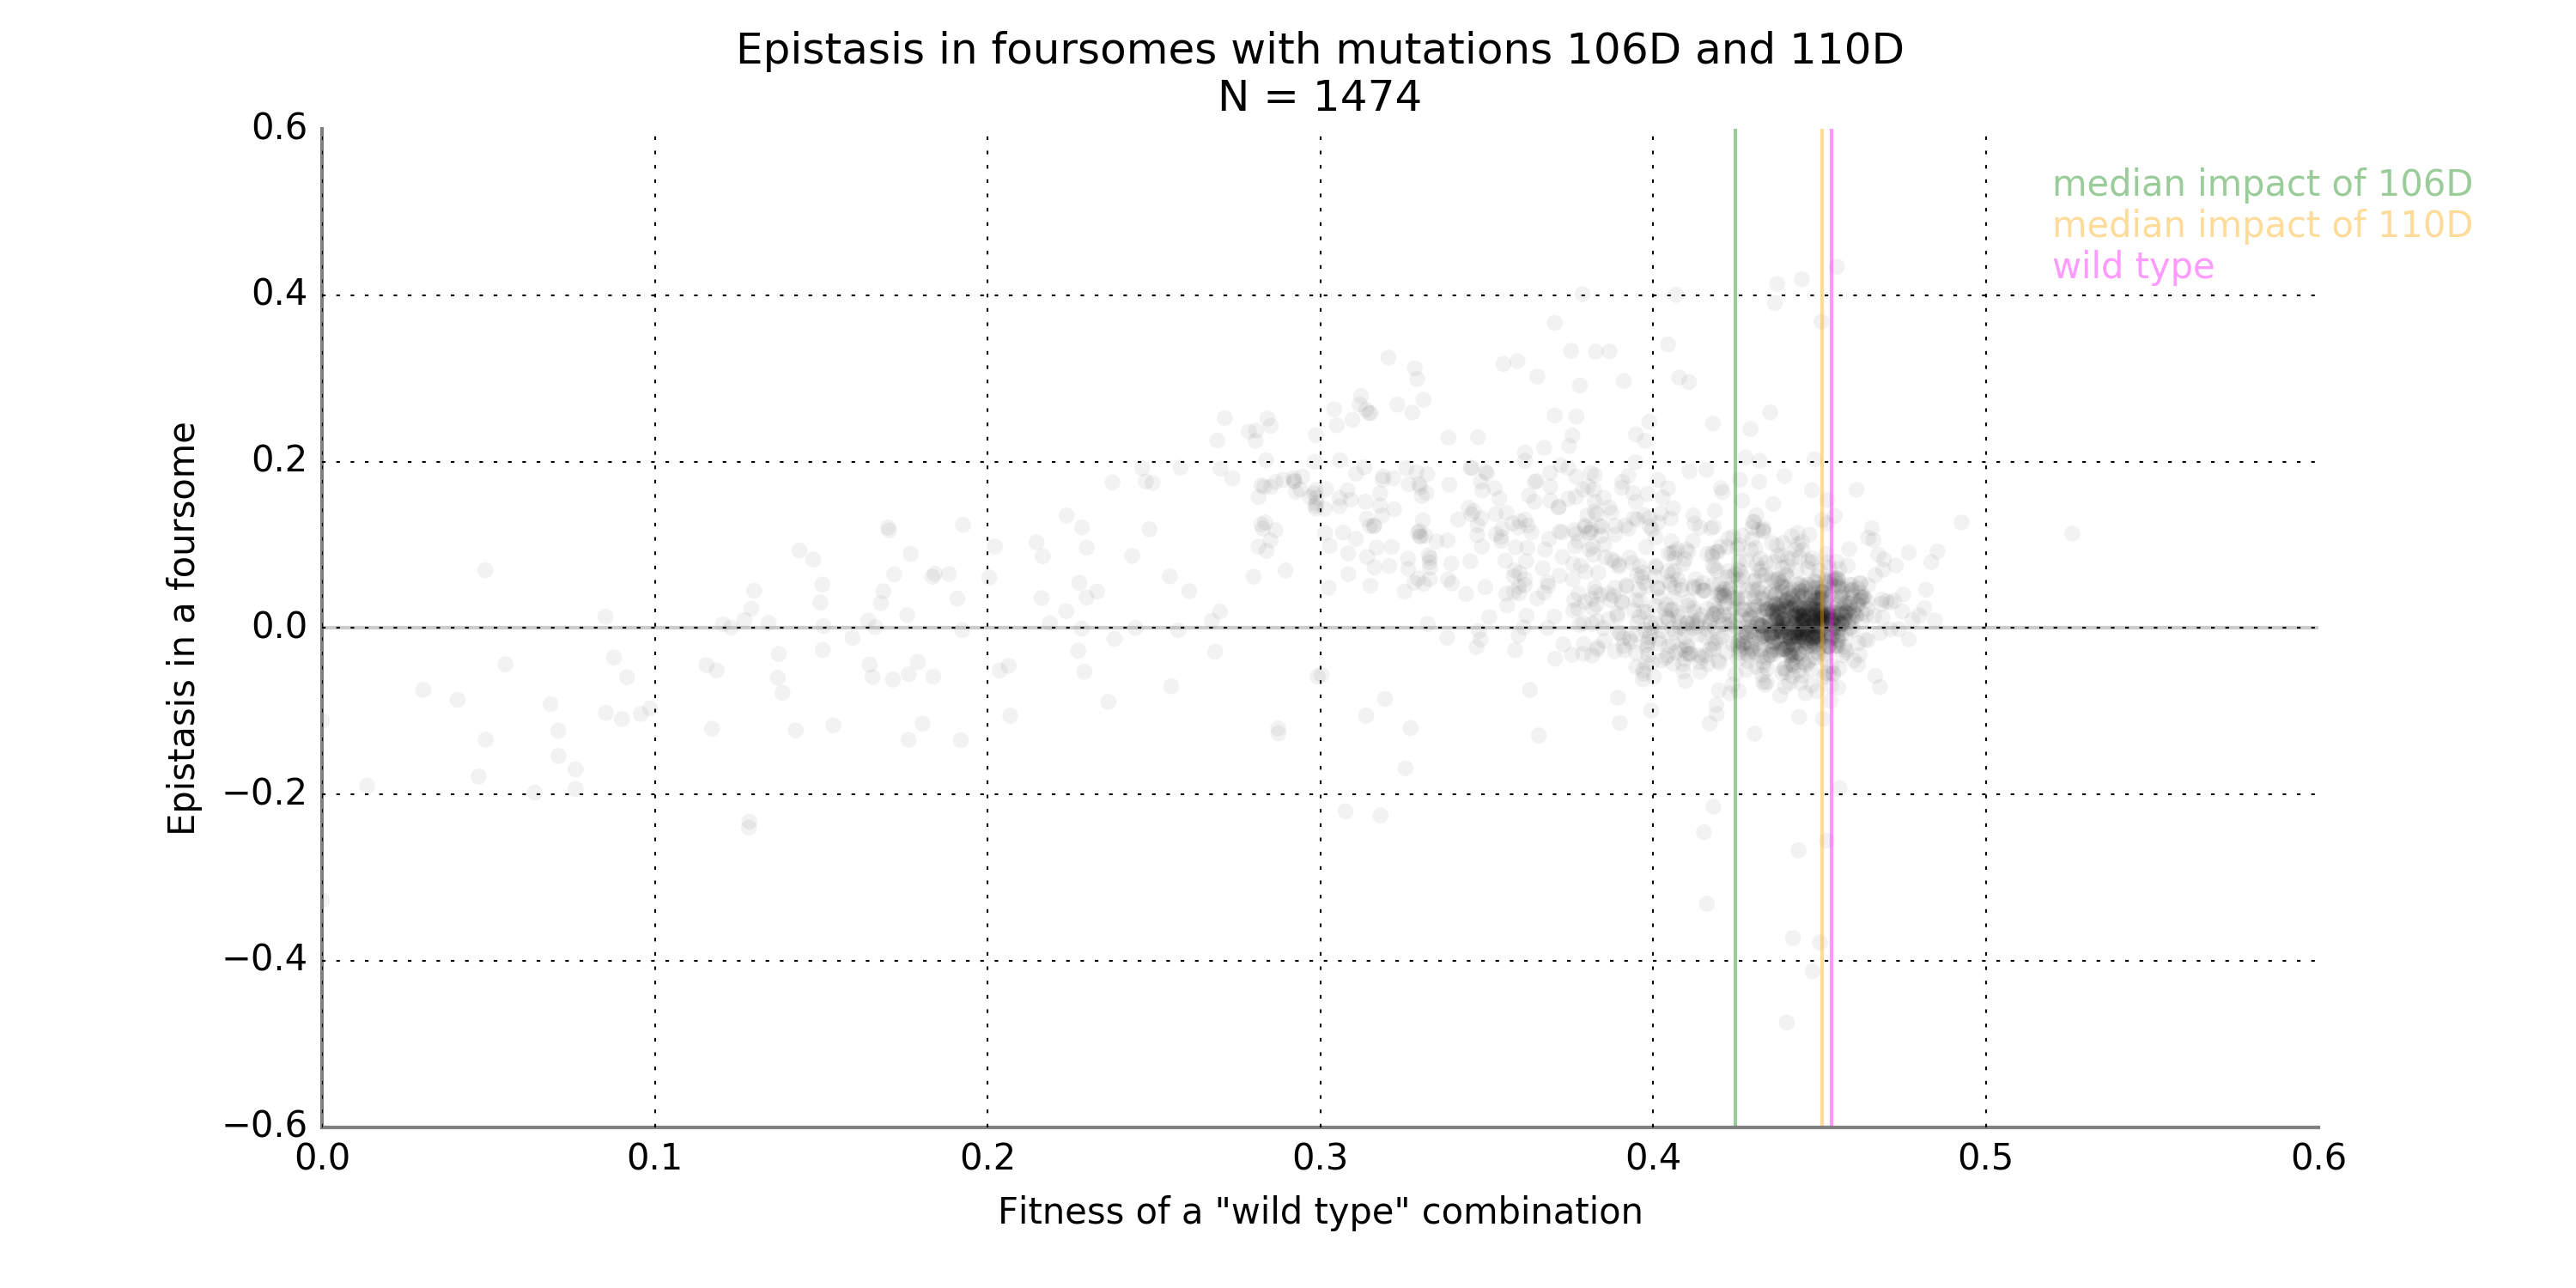 Epistasis in foursomes with mutations 106D and 110D
N = 1474
0.6
0.4
0.2
0.0
−0.2
−0.4
−0.6
Epistasis in a foursome
median impact of 106D
median impact of 110D
wild type
0.0 0.1 0.2 0.3 0.4 0.5 0.6
Fitness of a "wild type" combination